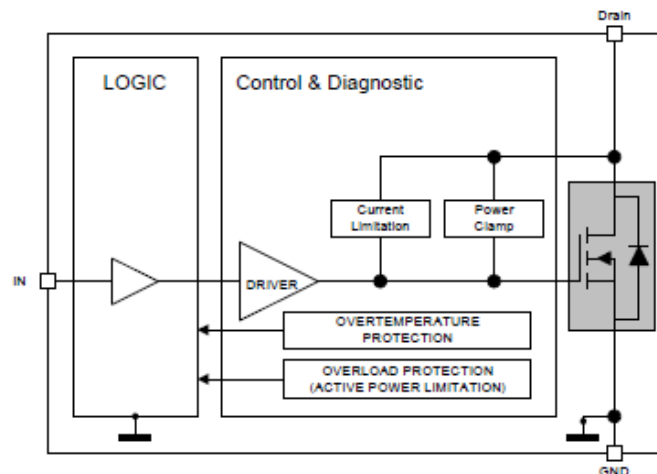 Drain
LOGIC
Control & Diagnostic
Current
Limitation
Power
Clamp
IN
DRIVER
OVERTEMPERATURE
PROTECTION
OVERLOAD PROTECTION
(ACTIVE POWER LIMITATION)
GND